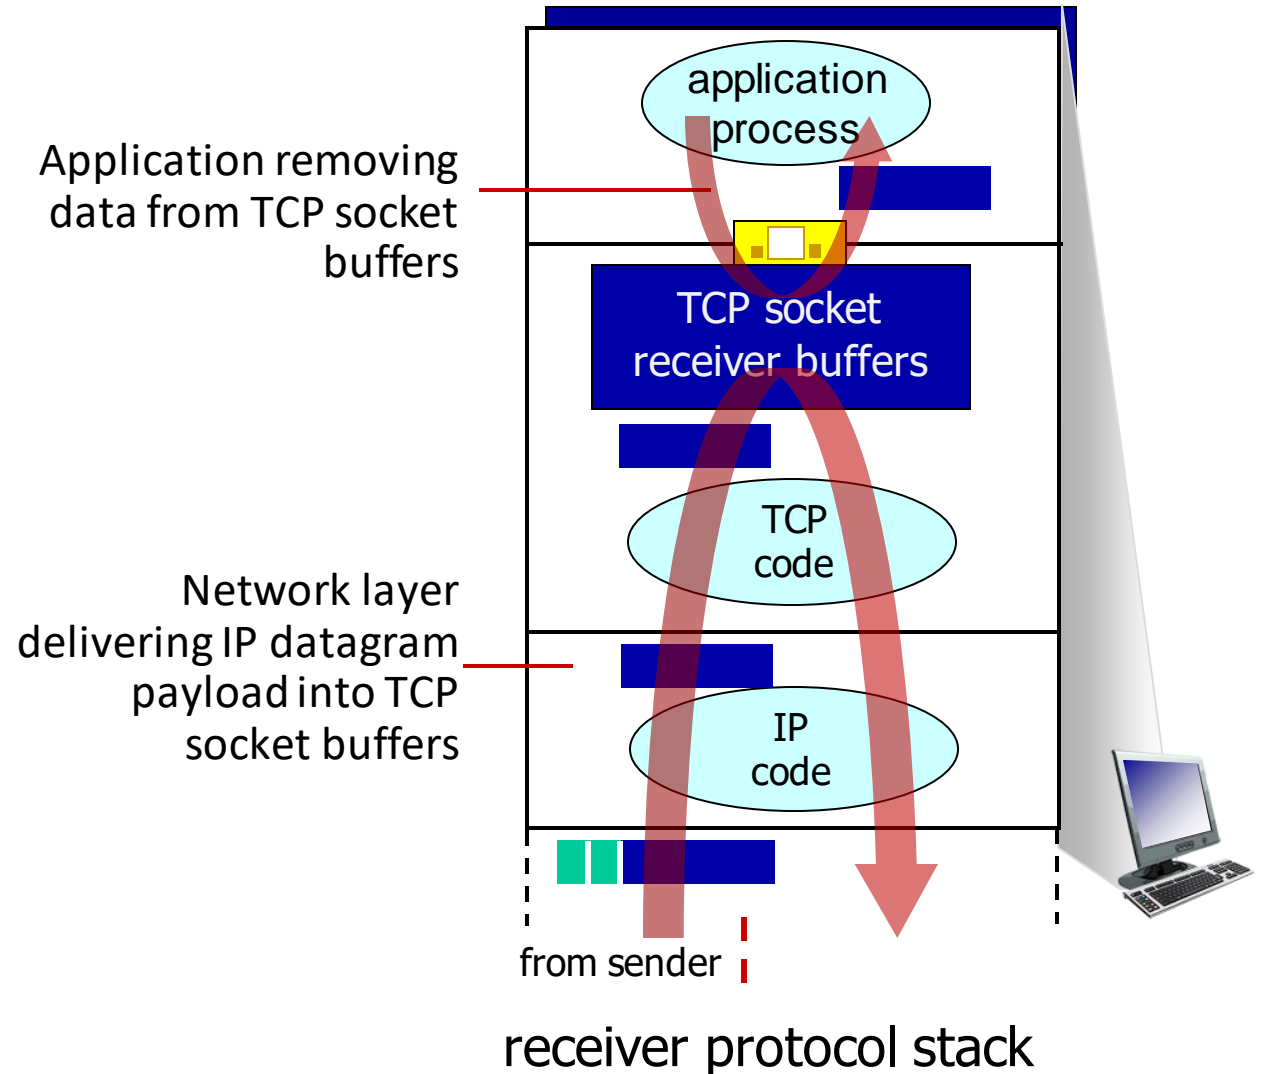 application
process
Application removing
data from TCP socket
buffers
TCP socket
receiver buffers
TCP
code
Network layer
delivering IP datagram
payload into TCP
socket buffers
IP
code
from sender
receiver protocol stack